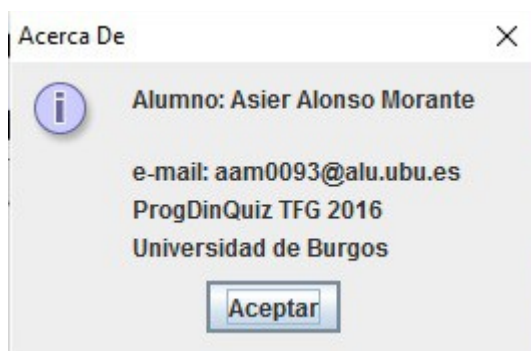 Acerca De
Alumno: Asier Alonso Morante
e-mail: aam0093@alu.ubu.es
ProgDinQuiz TFG 2016
Universidad de Burgos
Aceptar